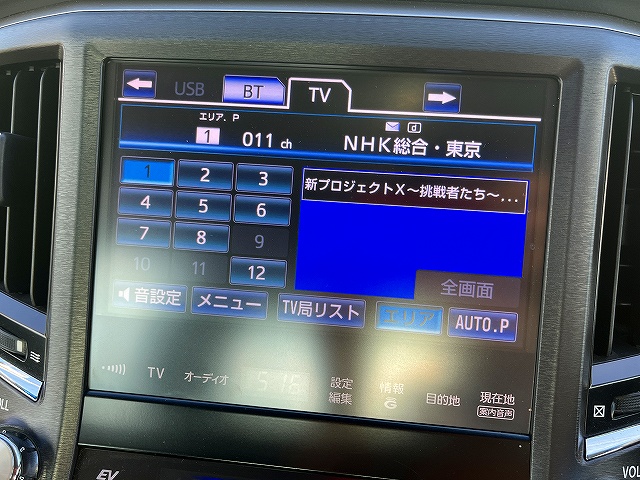 USB BT TV
エリア. P
1 011 ch NHK総合・東京
d
1 2 3
新プロジェクトX〜挑戦者たち〜...
4 5 6
7 8 9
10 11 12
全画面
音設定 メニュー TV局リスト エリア AUTO.P
TV オーディオ 5:16 設定編集 情報G 目的地 現在地
案内音声
EV
VOL